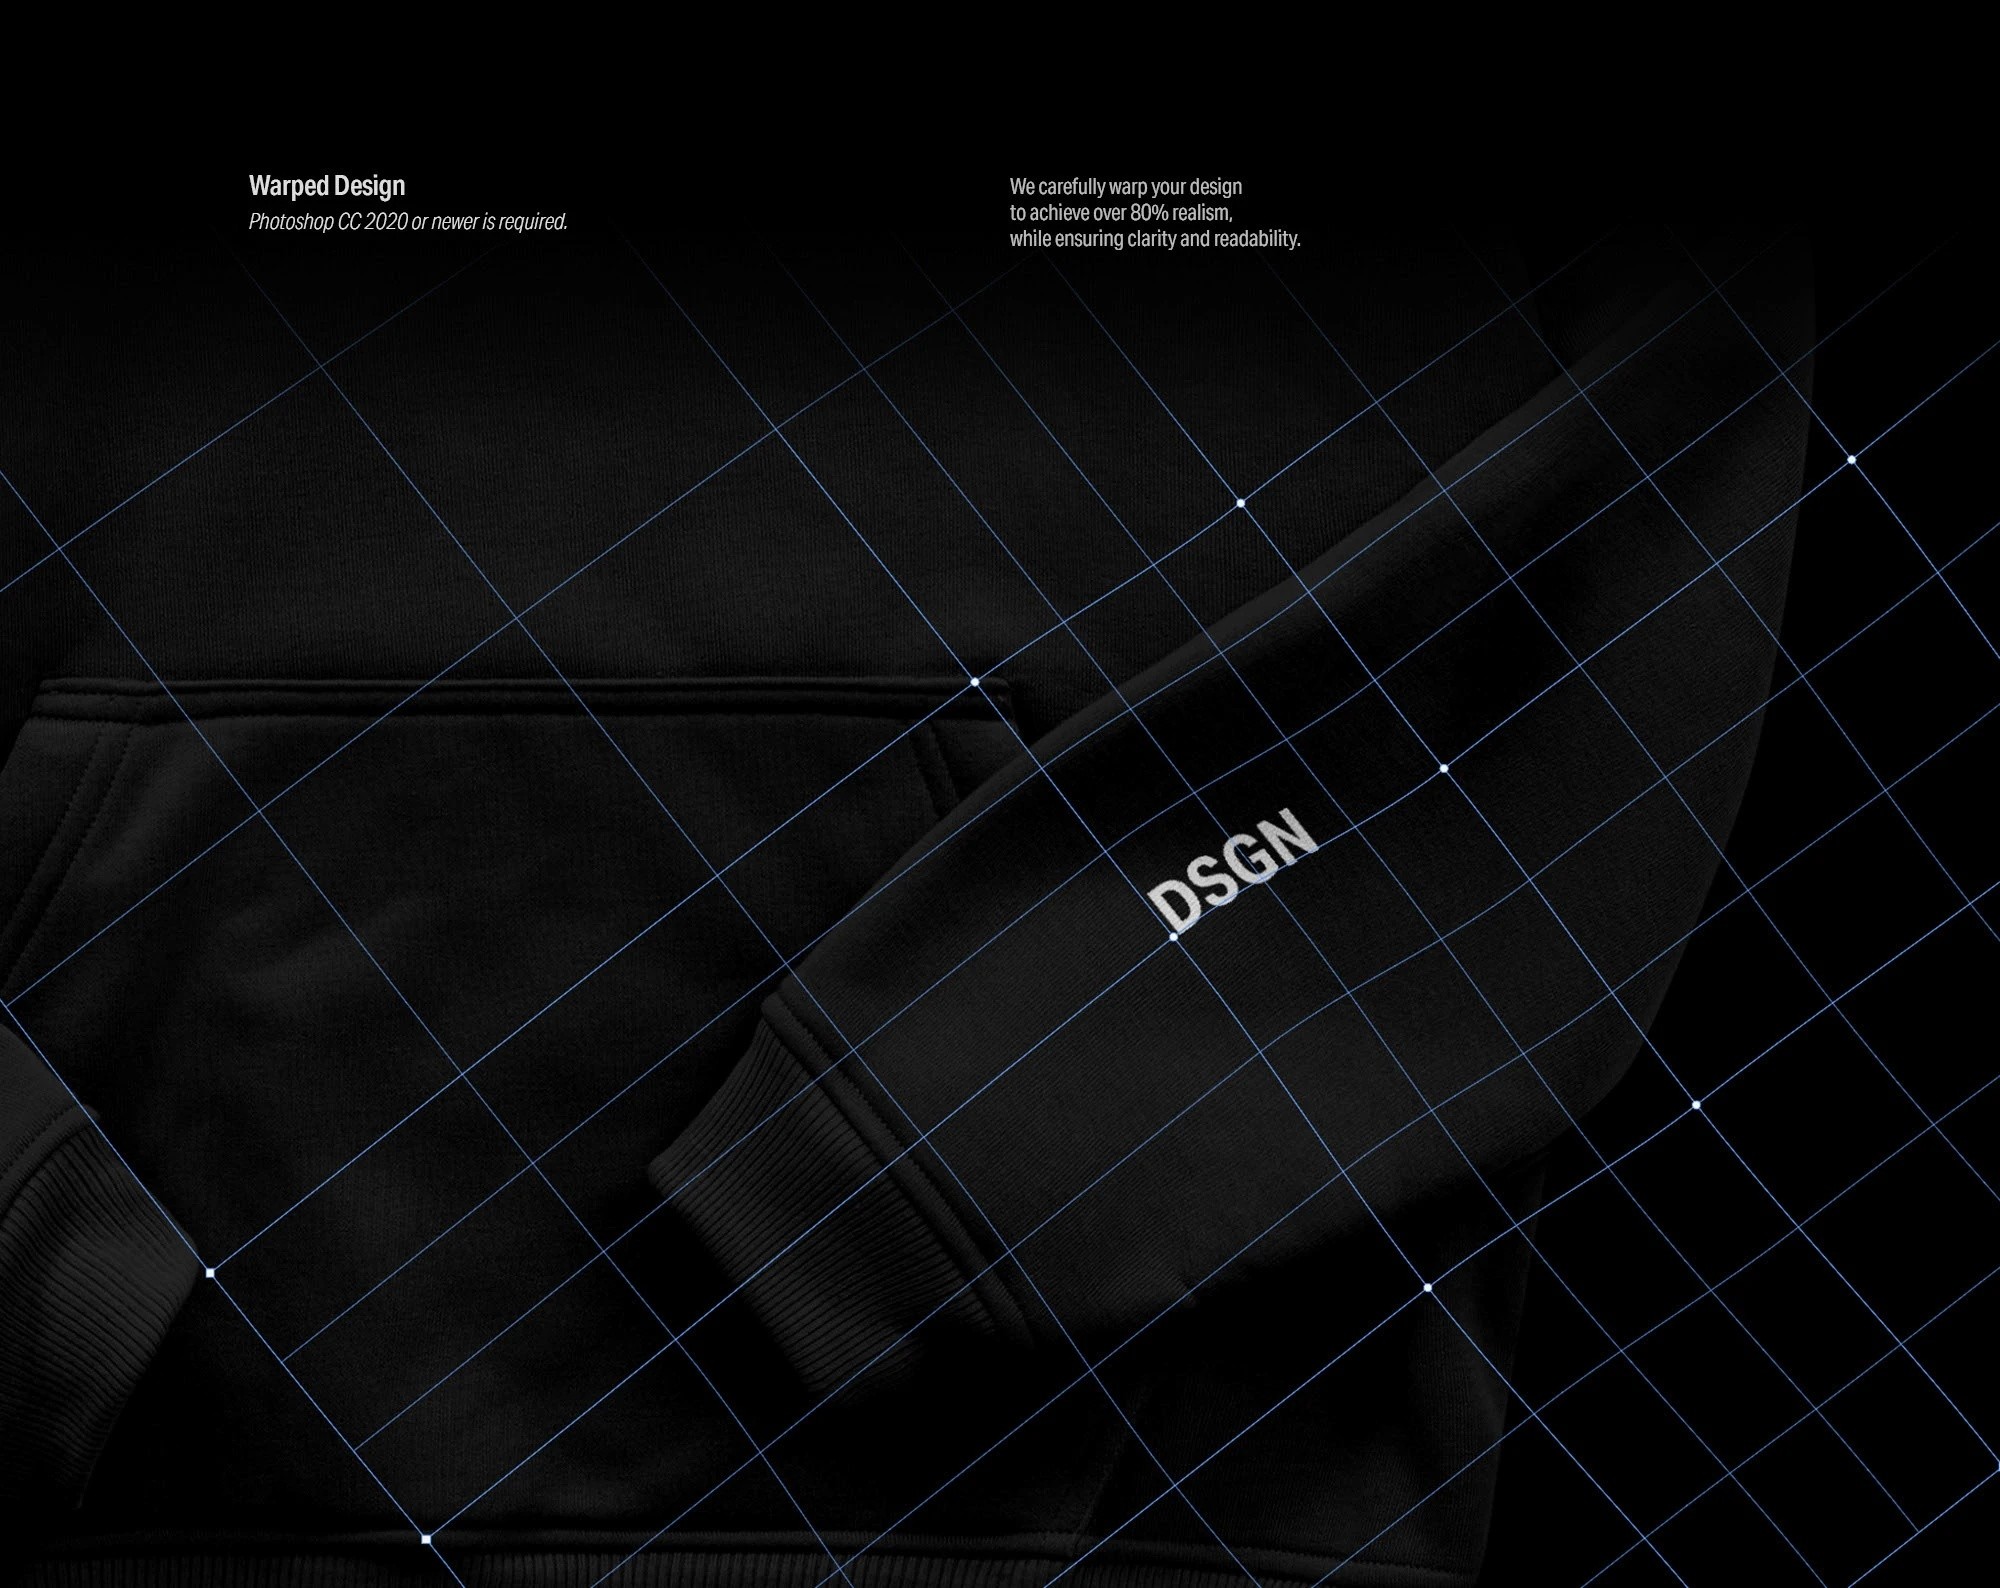 Warped Design
Photoshop CC 2020 or newer is required.
We carefully warp your design
to achieve over 80% realism,
while ensuring clarity and readability.
DSGN